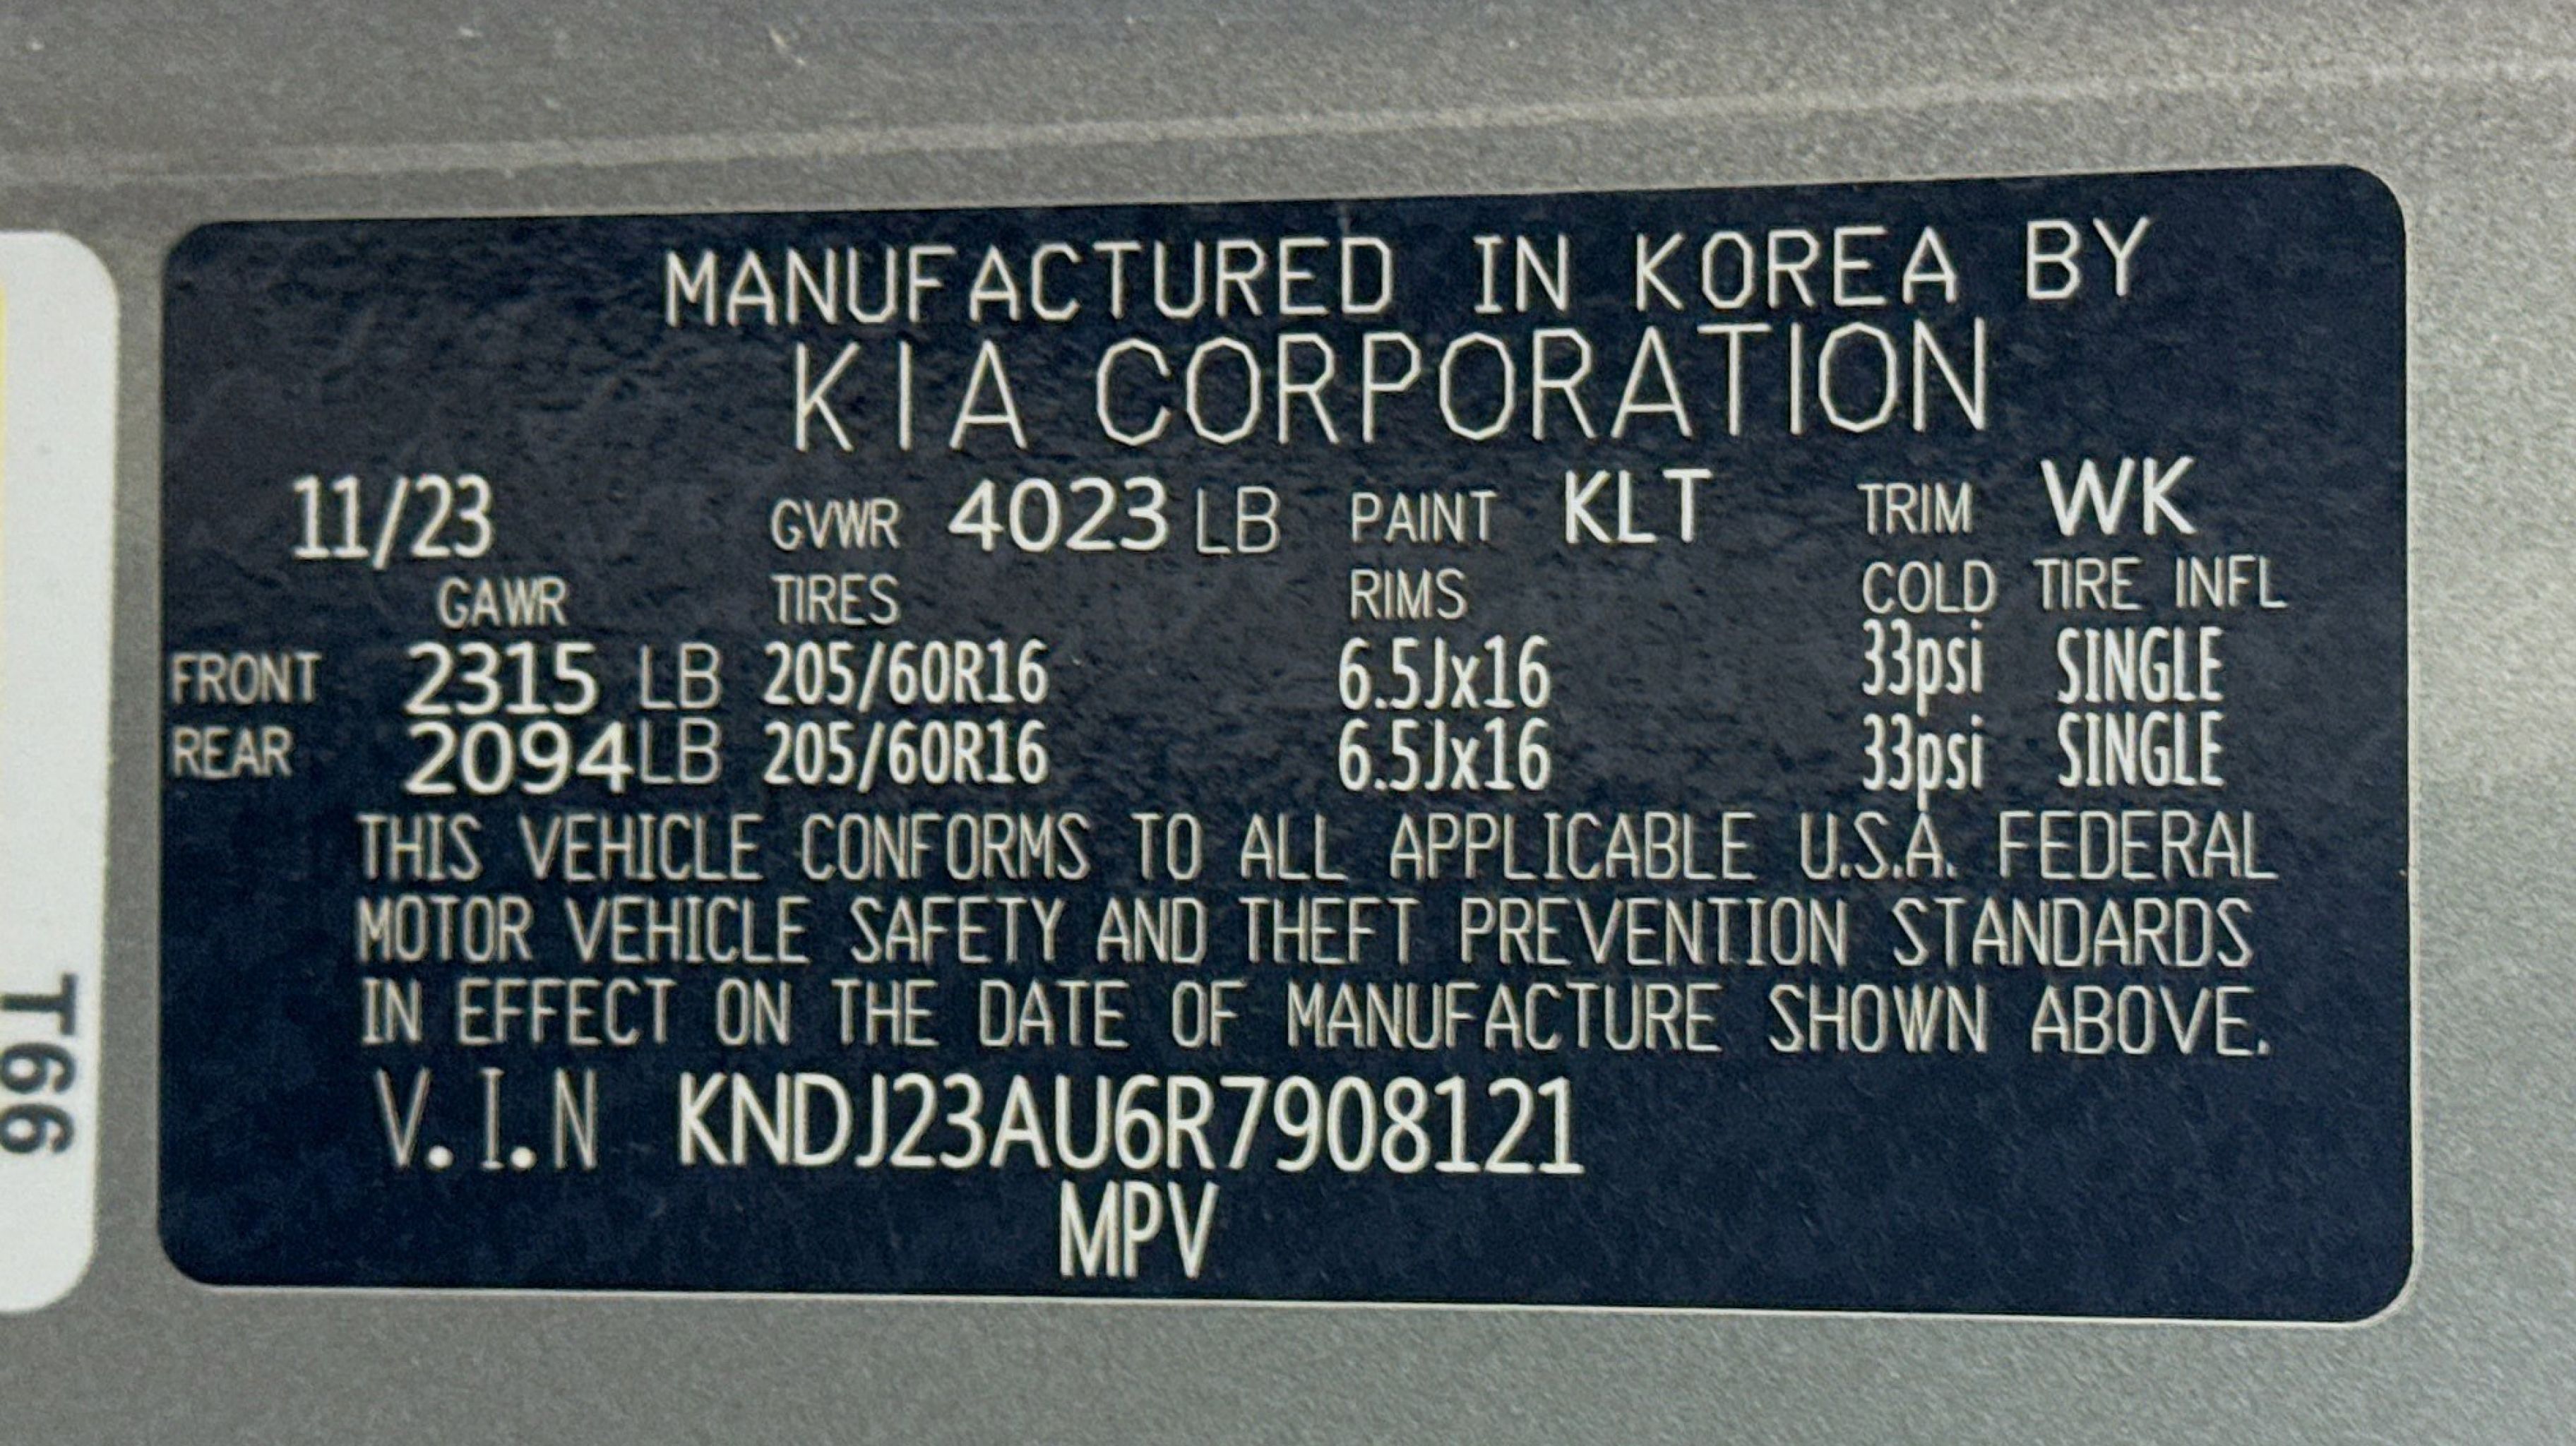 MANUFACTURED IN KOREA BY
KIA CORPORATION
11/23 GVWR 4023 LB PAINT KLT TRIM WK
GAWR TIRES RIMS COLD TIRE INFL
FRONT 2315 LB 205/60R16 6.5Jx16 33psi SINGLE
REAR 2094LB 205/60R16 6.5Jx16 33psi SINGLE
THIS VEHICLE CONFORMS TO ALL APPLICABLE U.S.A. FEDERAL
MOTOR VEHICLE SAFETY AND THEFT PREVENTION STANDARDS
IN EFFECT ON THE DATE OF MANUFACTURE SHOWN ABOVE.
V.I.N KNDJ23AU6R7908121
MPV
T66